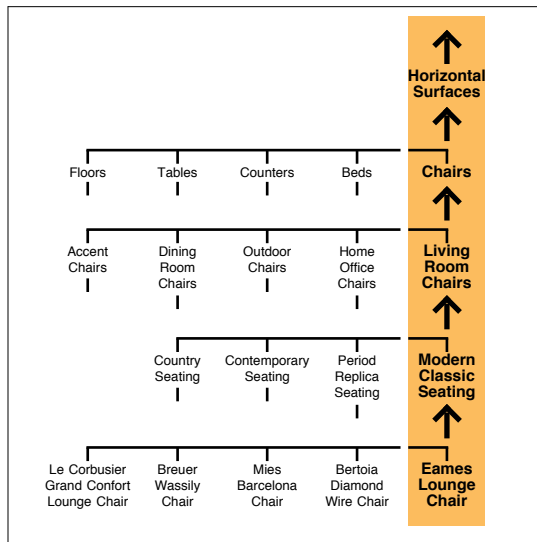 Horizontal
Surfaces
Floors
Tables
Counters
Beds
Chairs
Accent
Chairs
Dining
Room
Chairs
Outdoor
Chairs
Home
Office
Chairs
Living
Room
Chairs
Country
Seating
Contemporary
Seating
Period
Replica
Seating
Modern
Classic
Seating
Le Corbusier
Grand Confort
Lounge Chair
Breuer
Wassily
Chair
Mies
Barcelona
Chair
Bertoia
Diamond
Wire Chair
Eames
Lounge
Chair